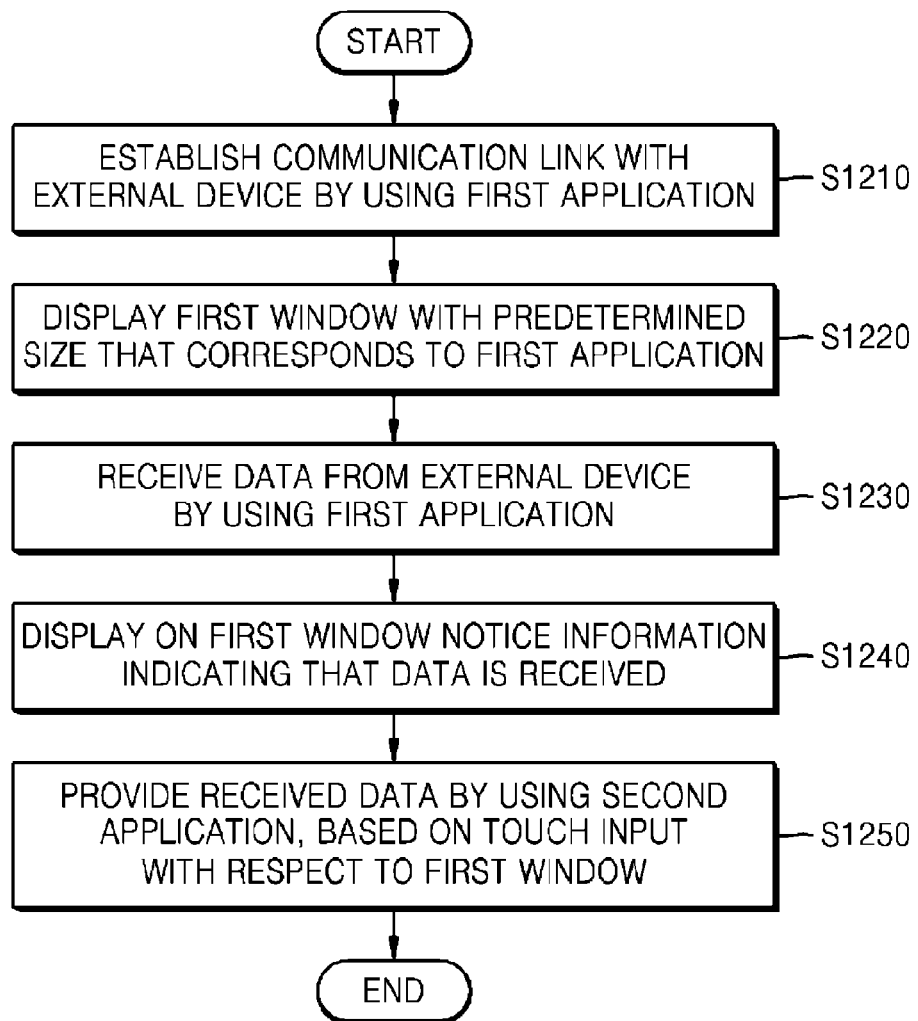 START
ESTABLISH COMMUNICATION LINK WITH
EXTERNAL DEVICE BY USING FIRST APPLICATION
S1210
DISPLAY FIRST WINDOW WITH PREDETERMINED
SIZE THAT CORRESPONDS TO FIRST APPLICATION
S1220
RECEIVE DATA FROM EXTERNAL DEVICE
BY USING FIRST APPLICATION
S1230
DISPLAY ON FIRST WINDOW NOTICE INFORMATION
INDICATING THAT DATA IS RECEIVED
S1240
PROVIDE RECEIVED DATA BY USING SECOND
APPLICATION, BASED ON TOUCH INPUT
WITH RESPECT TO FIRST WINDOW
S1250
END